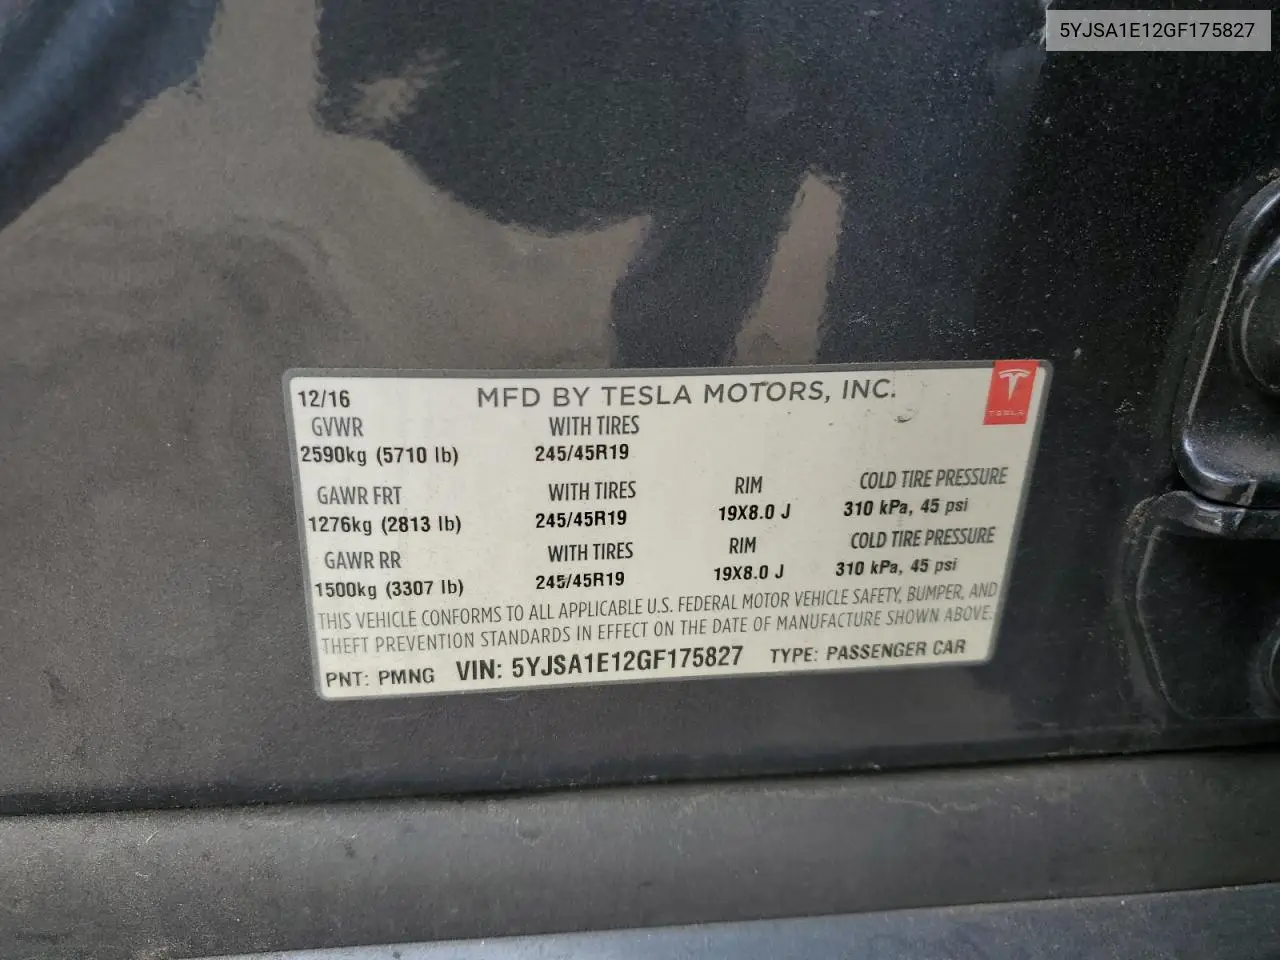 5YJSA1E12GF175827
12/16 MFD BY TESLA MOTORS, INC.
TESLA
GVWR WITH TIRES
2590kg (5710 lb) 245/45R19
GAWR FRT WITH TIRES RIM COLD TIRE PRESSURE
1276kg (2813 lb) 245/45R19 19X8.0 J 310 kPa, 45 psi
GAWR RR WITH TIRES RIM COLD TIRE PRESSURE
1500kg (3307 lb) 245/45R19 19X8.0 J 310 kPa, 45 psi
THIS VEHICLE CONFORMS TO ALL APPLICABLE U.S. FEDERAL MOTOR VEHICLE SAFETY, BUMPER, AND
THEFT PREVENTION STANDARDS IN EFFECT ON THE DATE OF MANUFACTURE SHOWN ABOVE.
PNT: PMNG VIN: 5YJSA1E12GF175827 TYPE: PASSENGER CAR